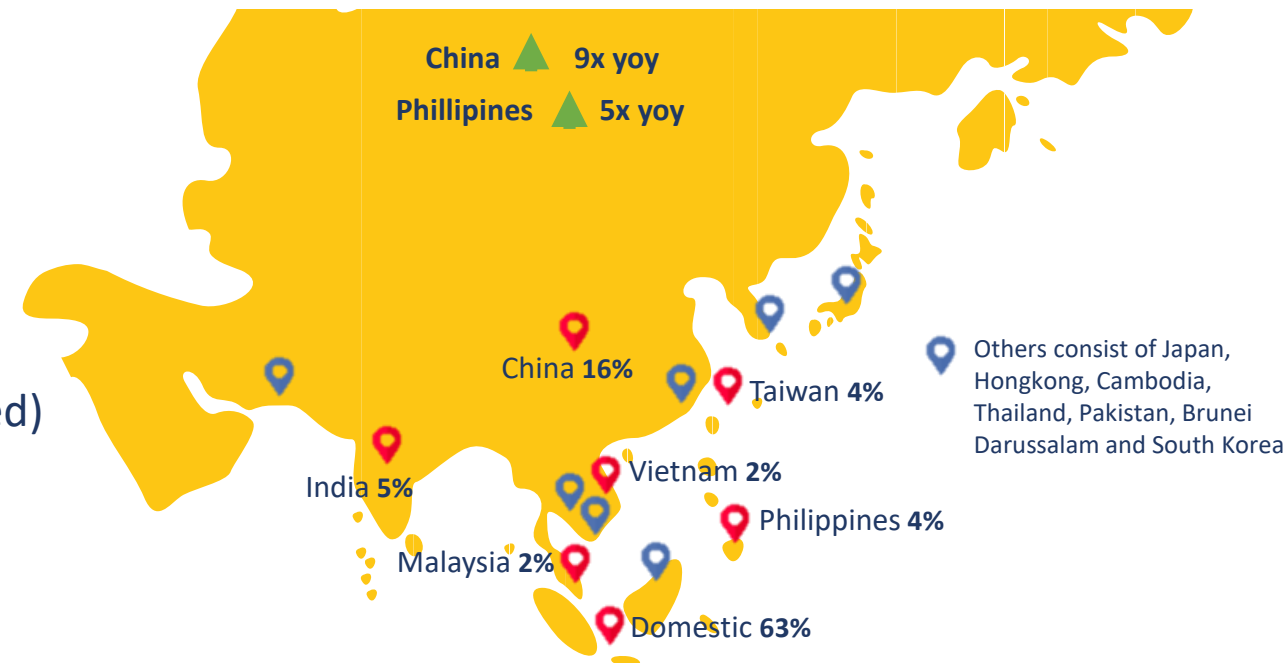 China 9x yoy
Phillipines 5x yoy
China 16%
Taiwan 4%
Others consist of Japan,
Hongkong, Cambodia,
Thailand, Pakistan, Brunei
Darussalam and South Korea
ed)
India 5%
Vietnam 2%
Philippines 4%
Malaysia 2%
Domestic 63%